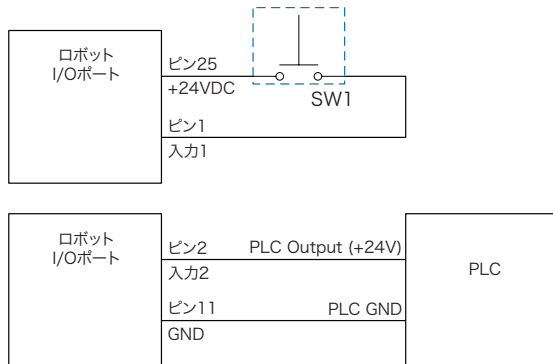 ロボット
I/Oポート
ピン25
+24VDC
SW1
ピン1
入力1
ロボット
I/Oポート
ピン2
PLC Output (+24V)
入力2
PLC
ピン11
PLC GND
GND